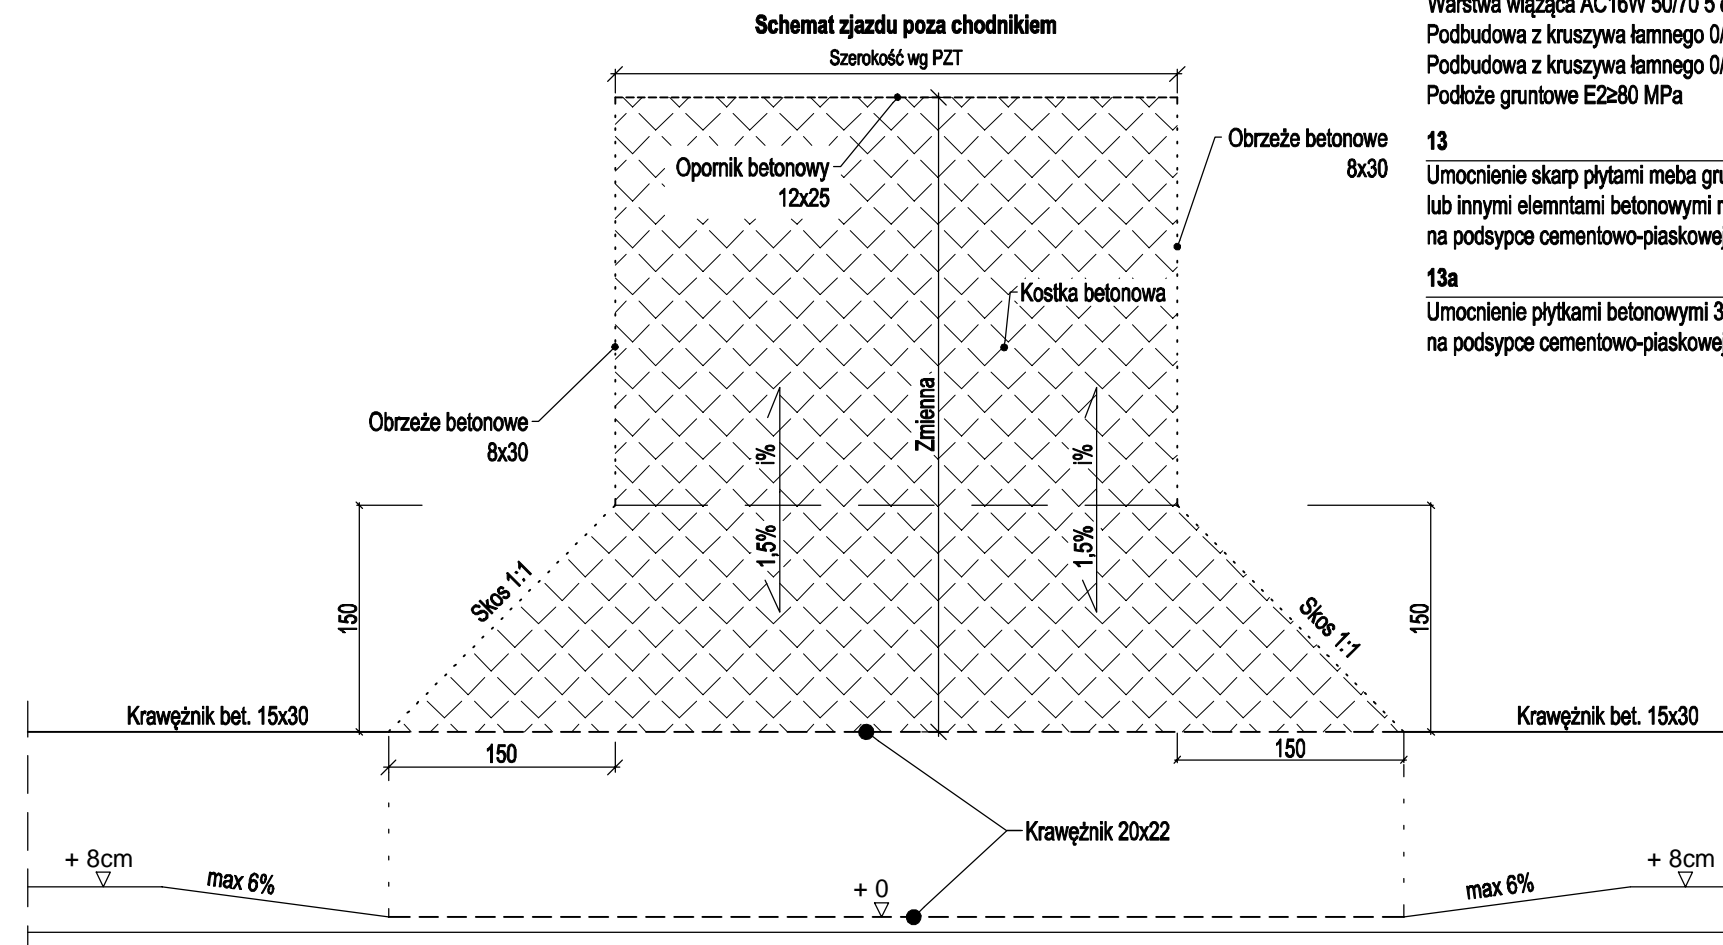 Schemat zjazdu poza chodnikiem
Szerokość wg PZT
Opornik betonowy
12x25
Obrzeże betonowe
8x30
Kostka betonowa
Obrzeże betonowe
8x30
Zmienna
i%
i%
1,5%
1,5%
Skos 1:1
Skos 1:1
150
150
Krawężnik bet. 15x30
Krawężnik bet. 15x30
150
150
Krawężnik 20x22
+ 8cm
max 6%
+ 0
max 6%
+ 8cm
Warstwa wiążąca AC16W 50/70 5
Podbudowa z kruszywa łamnego 0/
Podbudowa z kruszywa łamnego 0/
Podłoże gruntowe E2≥80 MPa
13
Umocnienie skarp płytami meba
lub innymi elemntami betonowymi
na podsypce cementowo-piaskowej
13a
Umocnienie płytkami betonowymi 3
na podsypce cementowo-piaskowej